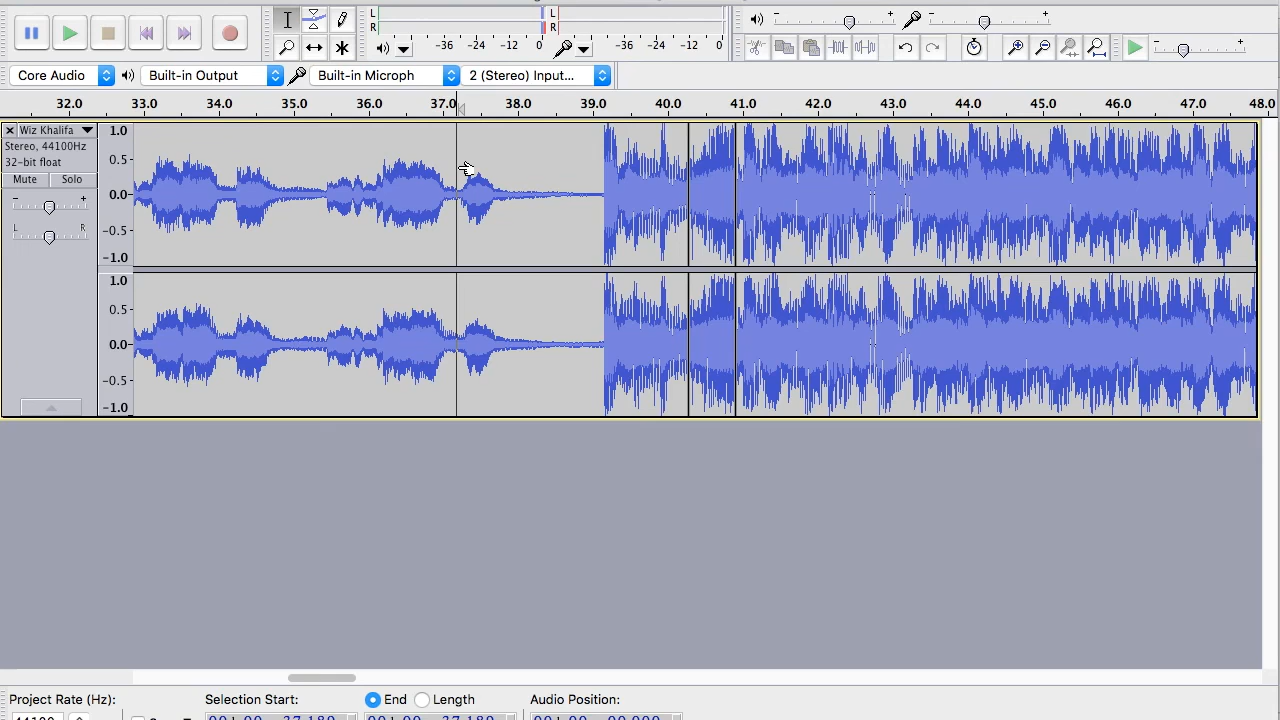 L L
R R
-36 -24 -12 0 -36 -24 -12 0
- + - +
- +
Core Audio Built-in Output Built-in Microph 2 (Stereo) Input...
32.0 33.0 34.0 35.0 36.0 37.0 38.0 39.0 40.0 41.0 42.0 43.0 44.0 45.0 46.0 47.0 48.0
Wiz Khalifa
Stereo, 44100Hz
32-bit float
Mute Solo
- +
L R
1.0
0.5-
0.0-
-0.5-
-1.0
1.0
0.5-
0.0-
-0.5-
-1.0
Project Rate (Hz): Selection Start: End Length Audio Position:
44100